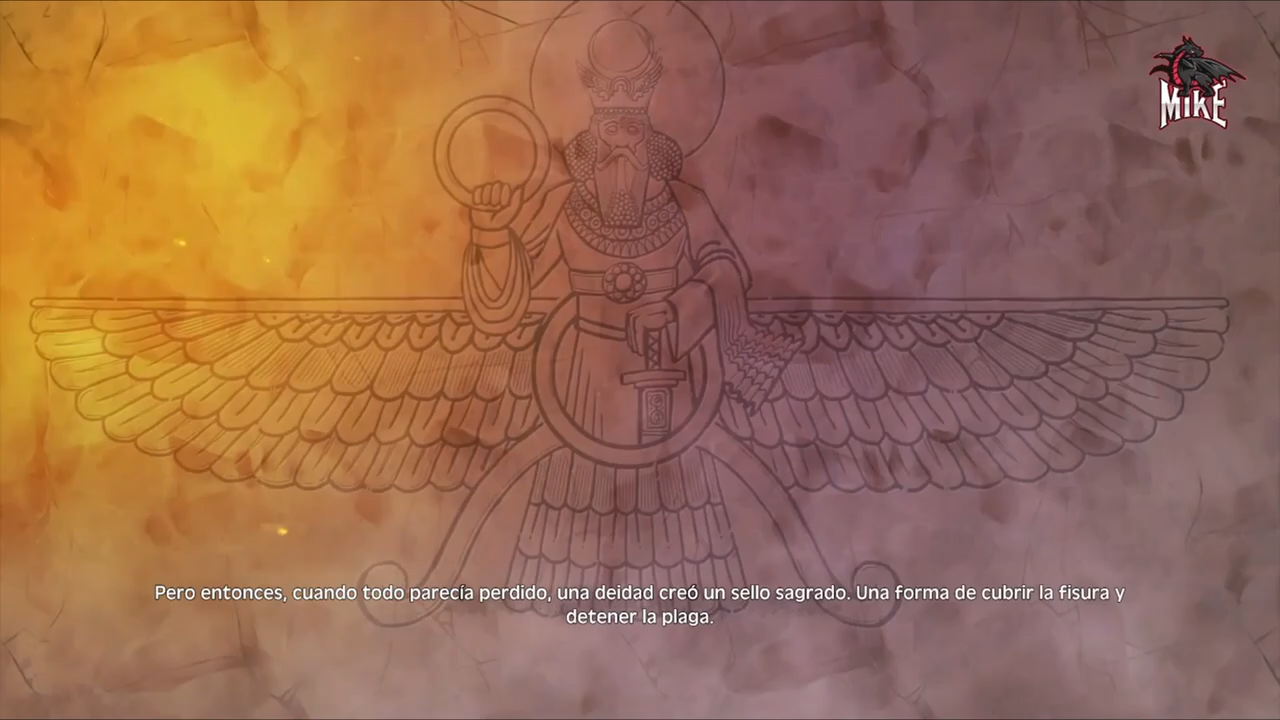 MIKE
Pero entonces, cuando todo parecía perdido, una deidad creó un sello sagrado. Una forma de cubrir la fisura y
detener la plaga.